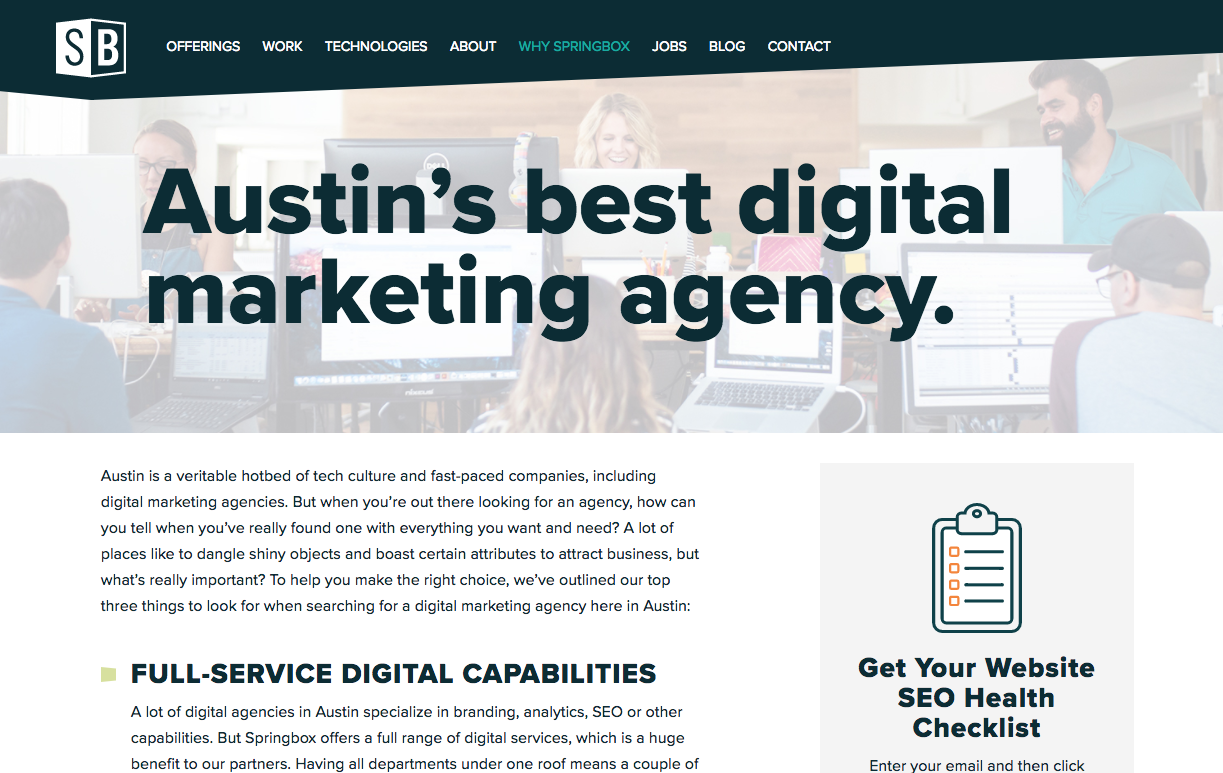 SB
OFFERINGS WORK TECHNOLOGIES ABOUT WHY SPRINGBOX JOBS BLOG CONTACT
DELL
Austin’s best digital
marketing agency.
Austin is a veritable hotbed of tech culture and fast-paced companies, including
digital marketing agencies. But when you’re out there looking for an agency, how can
you tell when you’ve really found one with everything you want and need? A lot of
places like to dangle shiny objects and boast certain attributes to attract business, but
what’s really important? To help you make the right choice, we’ve outlined our top
three things to look for when searching for a digital marketing agency here in Austin:
FULL-SERVICE DIGITAL CAPABILITIES
A lot of digital agencies in Austin specialize in branding, analytics, SEO or other
capabilities. But Springbox offers a full range of digital services, which is a huge
benefit to our partners. Having all departments under one roof means a couple of
Get Your Website
SEO Health
Checklist
Enter your email and then click